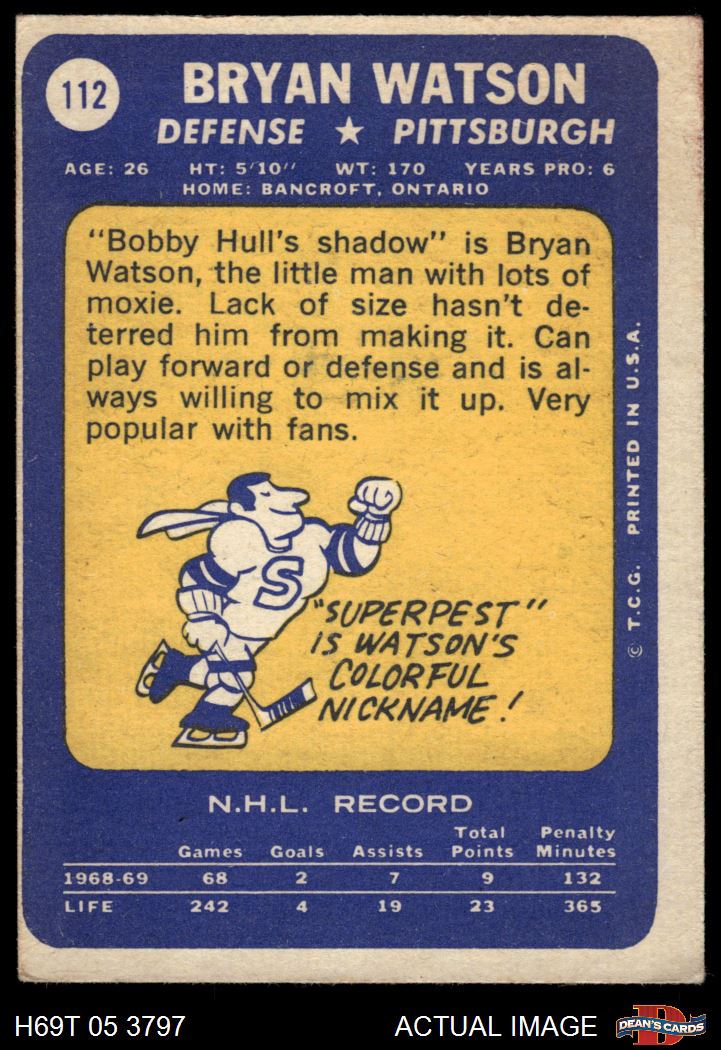 112
BRYAN WATSON
DEFENSE ★ PITTSBURGH
AGE: 26 HT: 5'10'' WT: 170 YEARS PRO: 6
HOME: BANCROFT, ONTARIO
"Bobby Hull's shadow" is Bryan
Watson, the little man with lots of
moxie. Lack of size hasn't de-
terred him from making it. Can
play forward or defense and is al-
ways willing to mix it up. Very
popular with fans.
S
"SUPERPEST"
IS WATSON'S
COLORFUL
NICKNAME!
© T.C.G. PRINTED IN U.S.A.
N.H.L. RECORD
Games Goals Assists Total Points Penalty Minutes
1968-69 68 2 7 9 132
LIFE 242 4 19 23 365
H69T 05 3797 ACTUAL IMAGE
D
DEAN'S CARDS